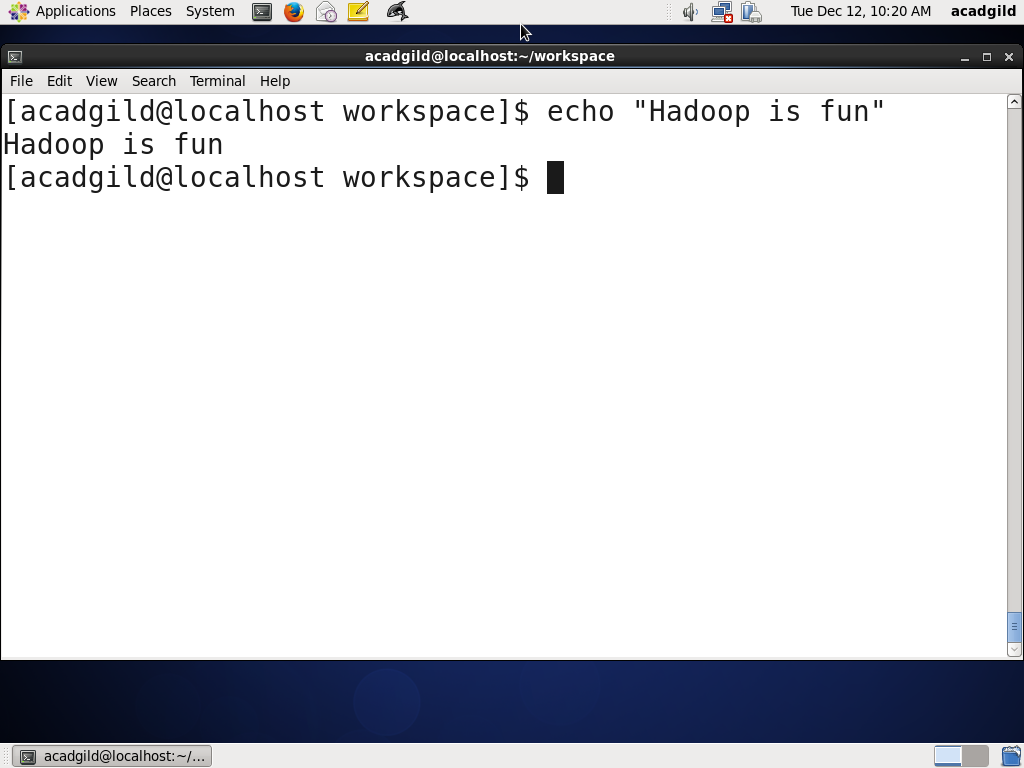 Applications Places System Tue Dec 12, 10:20 AM acadgild
acadgild@localhost:~/workspace
File Edit View Search Terminal Help
[acadgild@localhost workspace]$ echo "Hadoop is fun"
Hadoop is fun
[acadgild@localhost workspace]$
acadgild@localhost:~/...